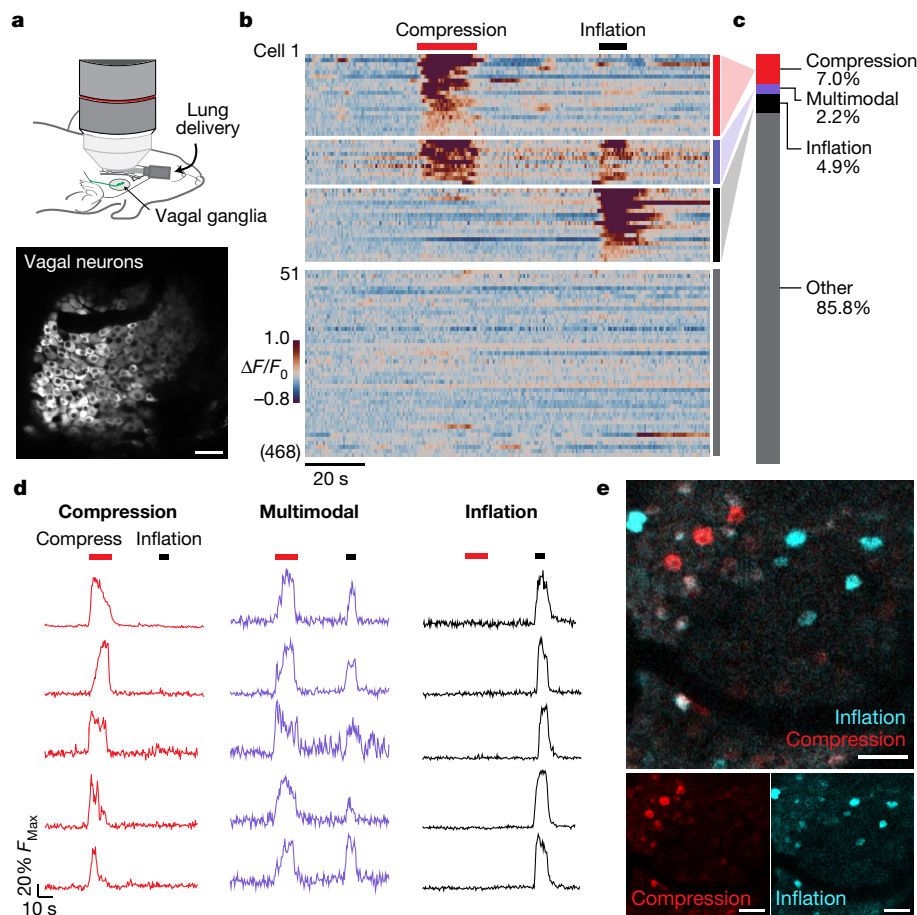 a
Lung
delivery
Vagal ganglia
Vagal neurons
b
Compression
Inflation
Cell 1
51
1.0
ΔF/F0
−0.8
(468)
20 s
c
Compression
7.0%
Multimodal
2.2%
Inflation
4.9%
Other
85.8%
d
Compression
Multimodal
Inflation
Compress
Inflation
20% FMax
10 s
e
Inflation
Compression
Compression
Inflation